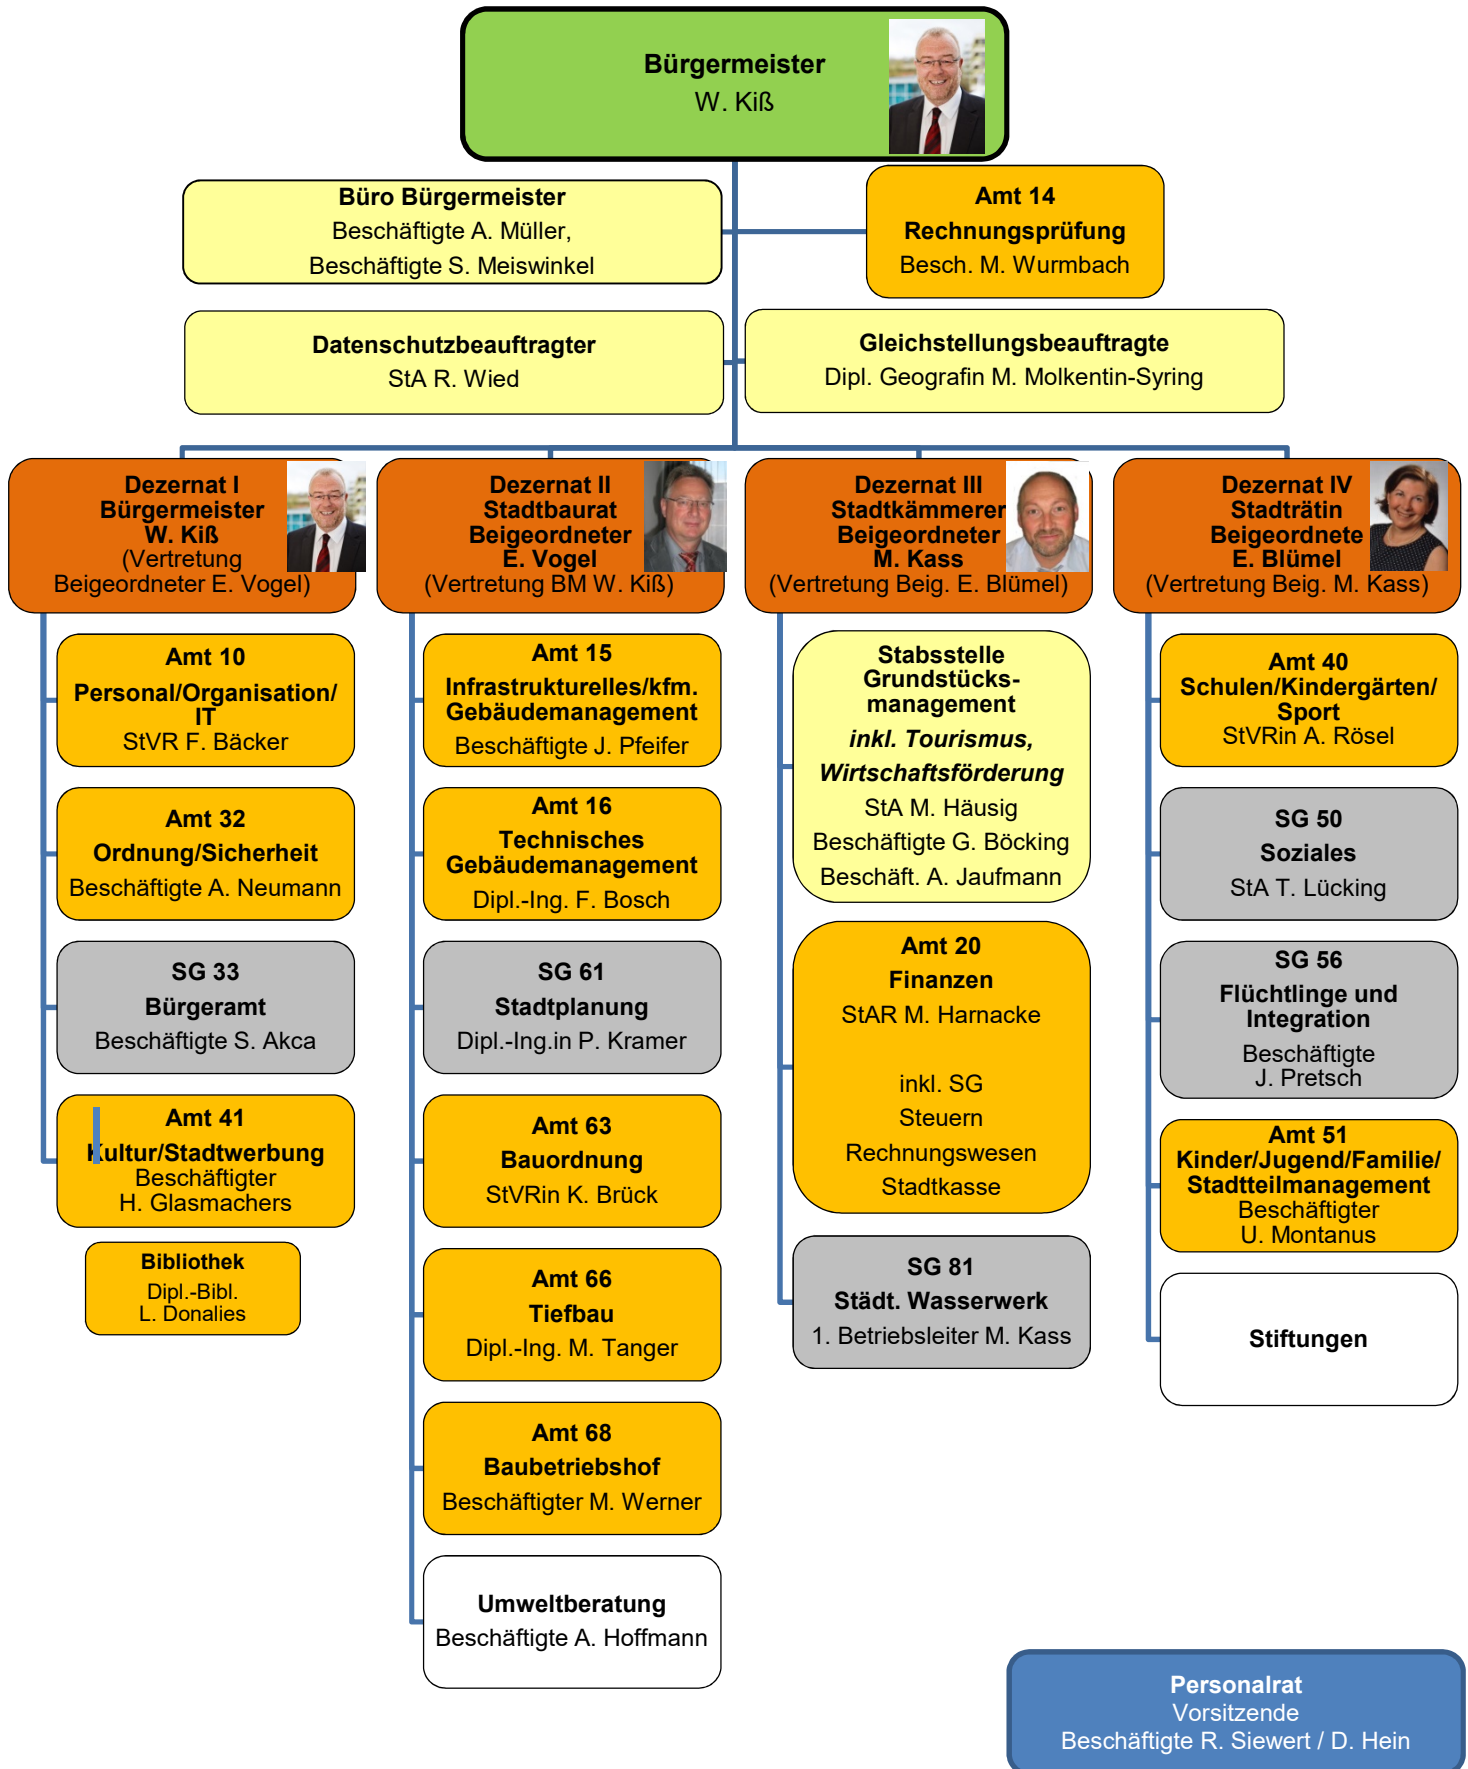 Bürgermeister
W. Kiß
Büro Bürgermeister
Beschäftigte A. Müller,
Beschäftigte S. Meiswinkel
Amt 14
Rechnungsprüfung
Besch. M. Wurmbach
Datenschutzbeauftragter
StA R. Wied
Gleichstellungsbeauftragte
Dipl. Geografin M. Molkentin-Syring
Dezernat I
Bürgermeister
W. Kiß
(Vertretung
Beigeordneter E. Vogel)
Amt 10
Personal/Organisation/
IT
StVR F. Bäcker
Amt 32
Ordnung/Sicherheit
Beschäftigte A. Neumann
SG 33
Bürgeramt
Beschäftigte S. Akca
Amt 41
Kultur/Stadtwerbung
Beschäftigter
H. Glasmachers
Bibliothek
Dipl.-Bibl.
L. Donalies
Dezernat II
Stadtbaurat
Beigeordneter
E. Vogel
(Vertretung BM W. Kiß)
Amt 15
Infrastrukturelles/kfm.
Gebäudemanagement
Beschäftigte J. Pfeifer
Amt 16
Technisches
Gebäudemanagement
Dipl.-Ing. F. Bosch
SG 61
Stadtplanung
Dipl.-Ing.in P. Kramer
Amt 63
Bauordnung
StVRin K. Brück
Amt 66
Tiefbau
Dipl.-Ing. M. Tanger
Amt 68
Baubetriebshof
Beschäftigter M. Werner
Umweltberatung
Beschäftigte A. Hoffmann
Dezernat III
Stadtkämmerer
Beigeordneter
M. Kass
(Vertretung Beig. E. Blümel)
Stabsstelle
Grundstücks-
management
inkl. Tourismus,
Wirtschaftsförderung
StA M. Häusig
Beschäftigte G. Böcking
Beschäft. A. Jaufmann
Amt 20
Finanzen
StAR M. Harnacke
inkl. SG
Steuern
Rechnungswesen
Stadtkasse
SG 81
Städt. Wasserwerk
1. Betriebsleiter M. Kass
Dezernat IV
Stadträtin
Beigeordnete
E. Blümel
(Vertretung Beig. M. Kass)
Amt 40
Schulen/Kindergärten/
Sport
StVRin A. Rösel
SG 50
Soziales
StA T. Lücking
SG 56
Flüchtlinge und
Integration
Beschäftigte
J. Pretsch
Amt 51
Kinder/Jugend/Familie/
Stadtteilmanagement
Beschäftigter
U. Montanus
Stiftungen
Personalrat
Vorsitzende
Beschäftigte R. Siewert / D. Hein